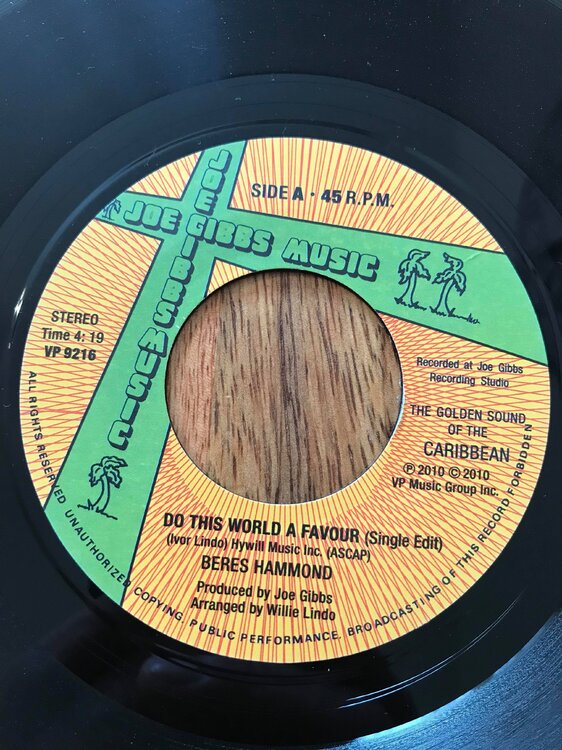 SIDE A · 45 R.P.M.
JOE GIBBS MUSIC
JOE GIBBS MUSIC
STEREO
Time 4: 19
VP 9216
Recorded at Joe Gibbs
Recording Studio
THE GOLDEN SOUND
OF THE
CARIBBEAN
Ⓟ 2010 © 2010
VP Music Group Inc.
DO THIS WORLD A FAVOUR (Single Edit)
(Ivor Lindo) Hywill Music Inc. (ASCAP)
BERES HAMMOND
Produced by Joe Gibbs
Arranged by Willie Lindo
ALL RIGHTS RESERVED UNAUTHORIZED COPYING, PUBLIC PERFORMANCE, BROADCASTING OF THIS RECORD FORBIDDEN